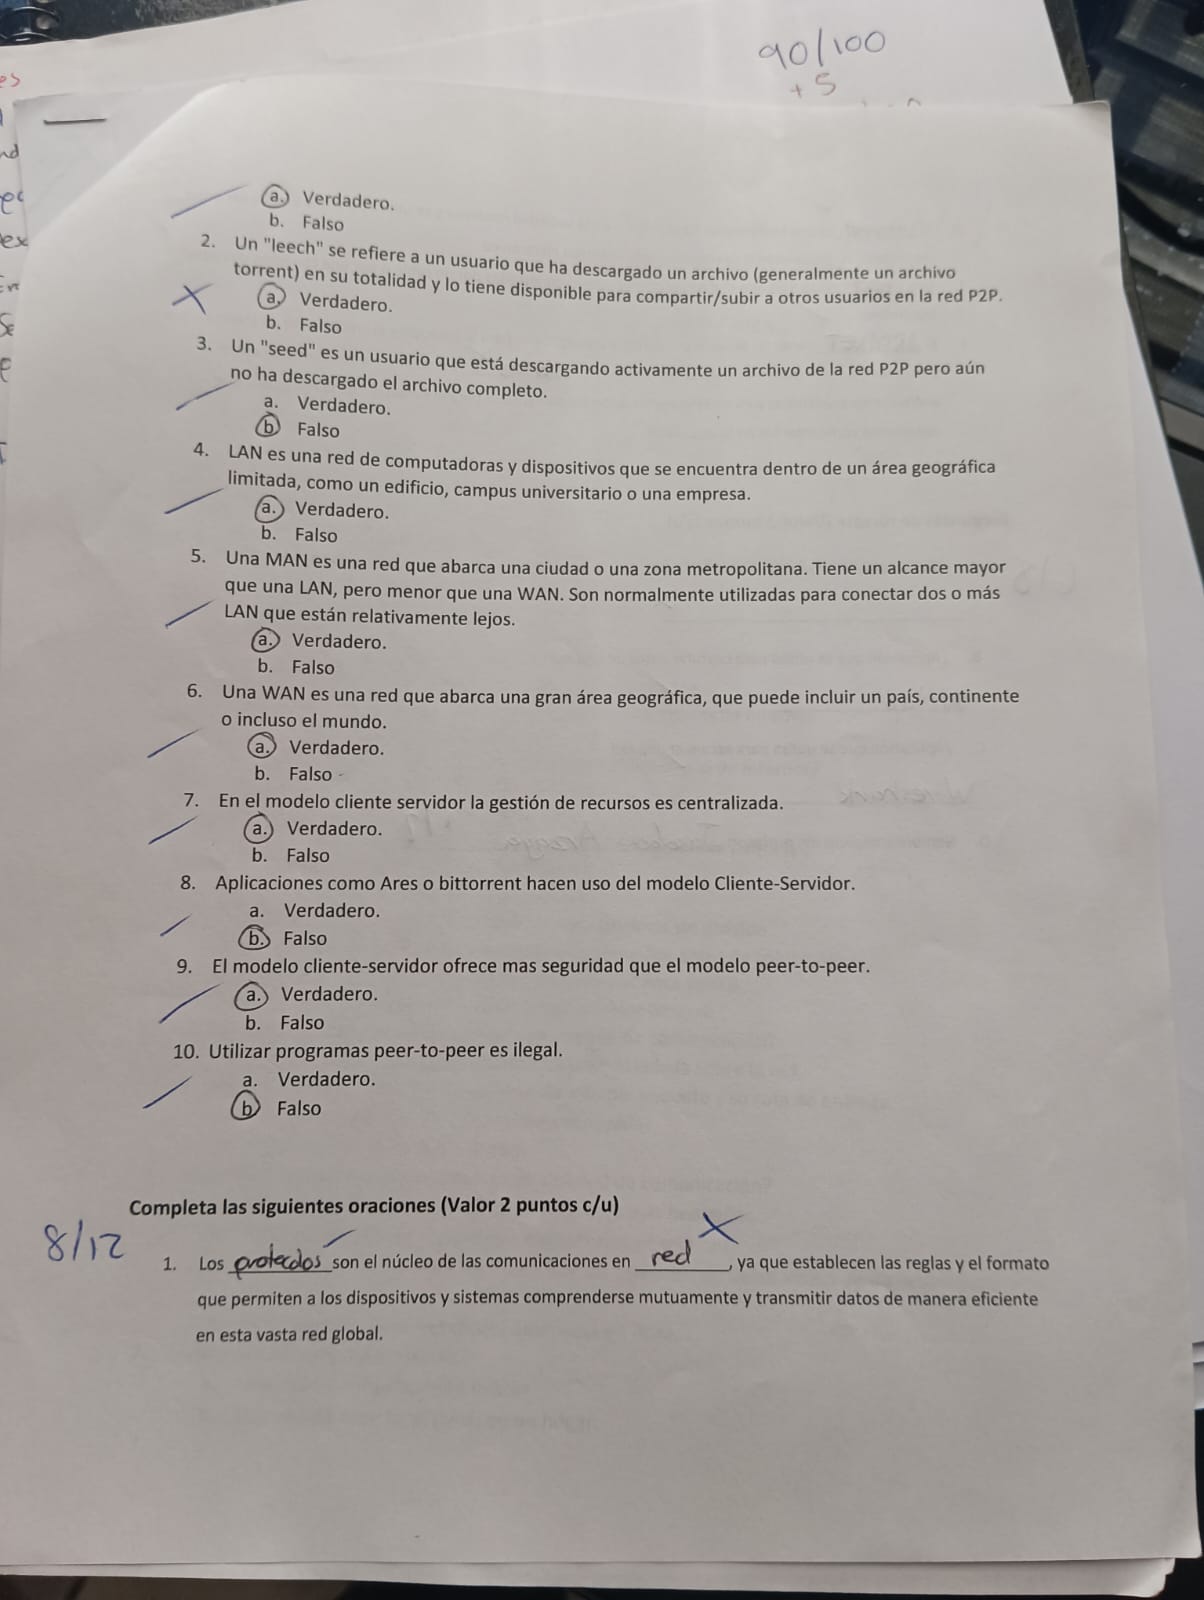 90/100
+ 5
a. Verdadero.
b. Falso
2. Un "leech" se refiere a un usuario que ha descargado un archivo (generalmente un archivo
torrent) en su totalidad y lo tiene disponible para compartir/subir a otros usuarios en la red P2P.
a. Verdadero.
b. Falso
3. Un "seed" es un usuario que está descargando activamente un archivo de la red P2P pero aún
no ha descargado el archivo completo.
a. Verdadero.
b Falso
4. LAN es una red de computadoras y dispositivos que se encuentra dentro de un área geográfica
limitada, como un edificio, campus universitario o una empresa.
a. Verdadero.
b. Falso
5. Una MAN es una red que abarca una ciudad o una zona metropolitana. Tiene un alcance mayor
que una LAN, pero menor que una WAN. Son normalmente utilizadas para conectar dos o más
LAN que están relativamente lejos.
a. Verdadero.
b. Falso
6. Una WAN es una red que abarca una gran área geográfica, que puede incluir un país, continente
o incluso el mundo.
a. Verdadero.
b. Falso
7. En el modelo cliente servidor la gestión de recursos es centralizada.
a. Verdadero.
b. Falso
8. Aplicaciones como Ares o bittorrent hacen uso del modelo Cliente-Servidor.
a. Verdadero.
b. Falso
9. El modelo cliente-servidor ofrece mas seguridad que el modelo peer-to-peer.
a. Verdadero.
b. Falso
10. Utilizar programas peer-to-peer es ilegal.
a. Verdadero.
b Falso
Completa las siguientes oraciones (Valor 2 puntos c/u)
8/12
1. Los protocolos son el núcleo de las comunicaciones en red, ya que establecen las reglas y el formato
que permiten a los dispositivos y sistemas comprenderse mutuamente y transmitir datos de manera eficiente
en esta vasta red global.